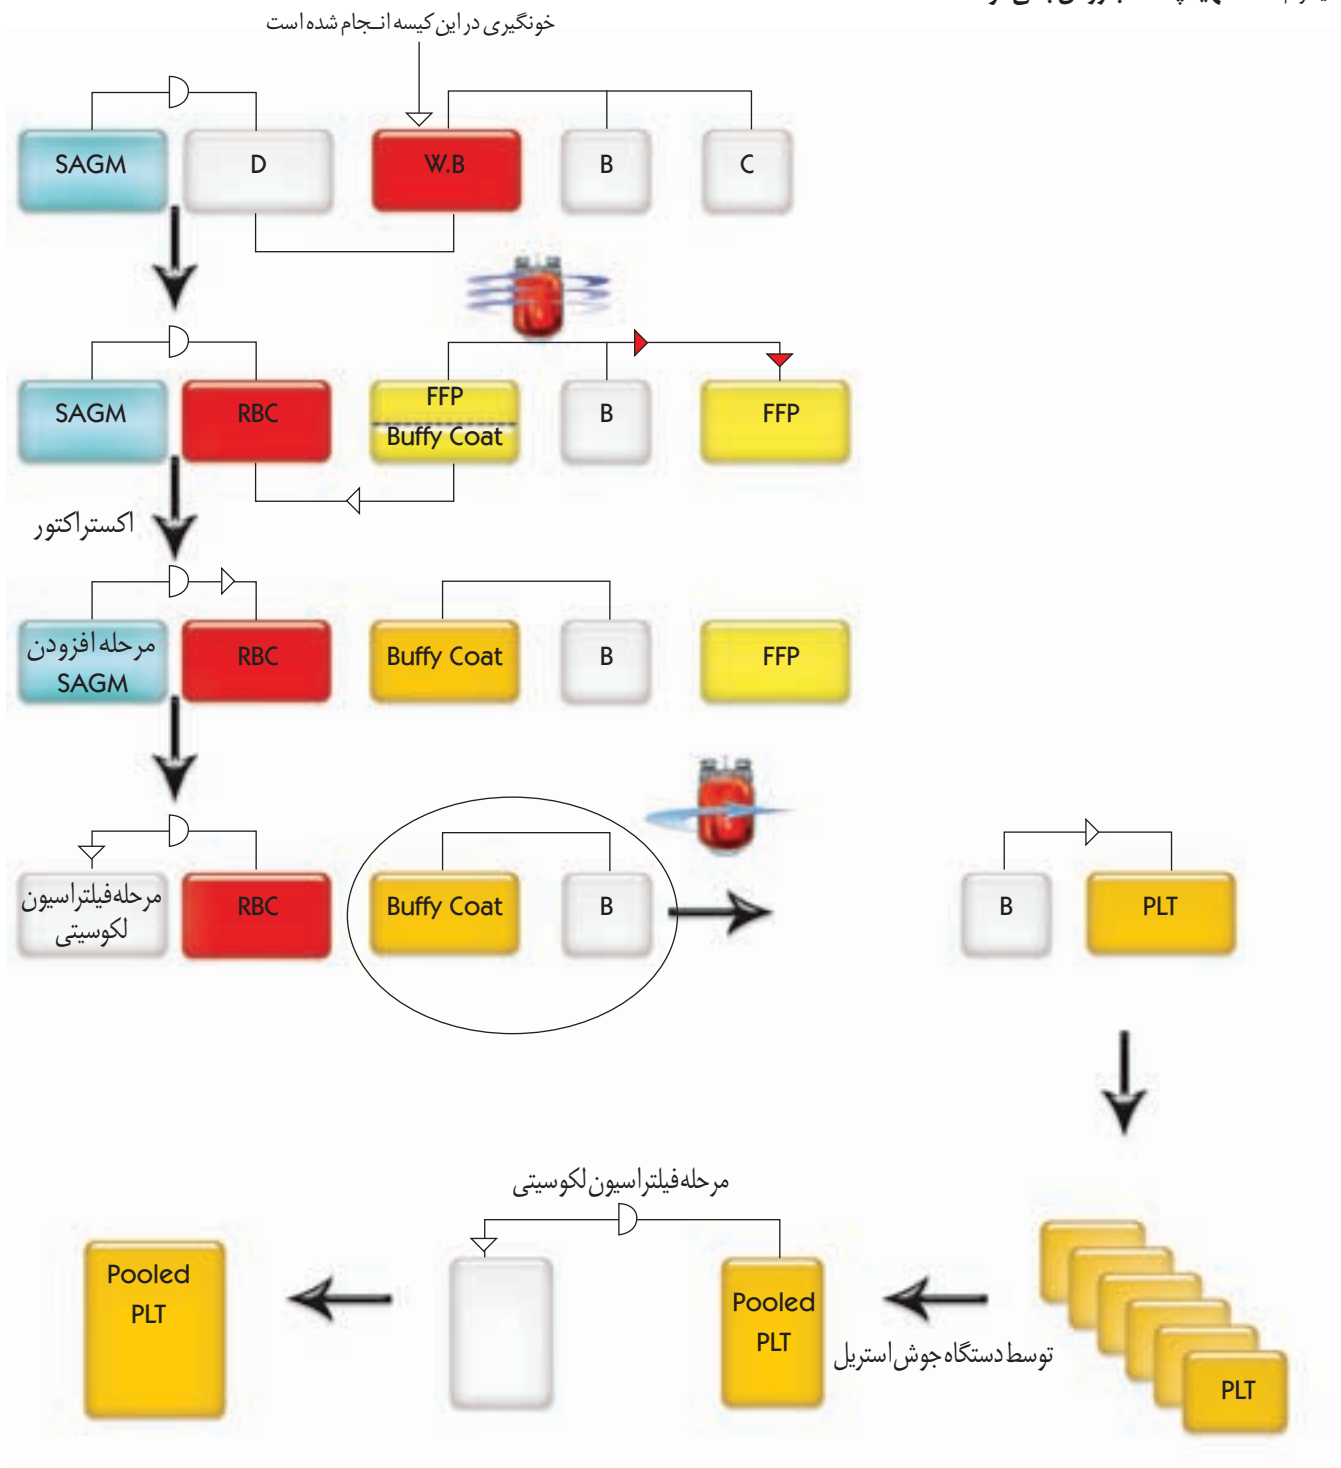 خونگیری در این کیسه انجام شده است
SAGM
D
W.B
B
C
SAGM
RBC
FFP
Buffy Coat
B
FFP
اکستراکتور
مرحله افزودن
SAGM
RBC
Buffy Coat
B
FFP
مرحله فیلتراسیون
لکوسیتی
RBC
Buffy Coat
B
B
PLT
مرحله فیلتراسیون لکوسیتی
Pooled
PLT
Pooled
PLT
توسط دستگاه جوش استریل
PLT